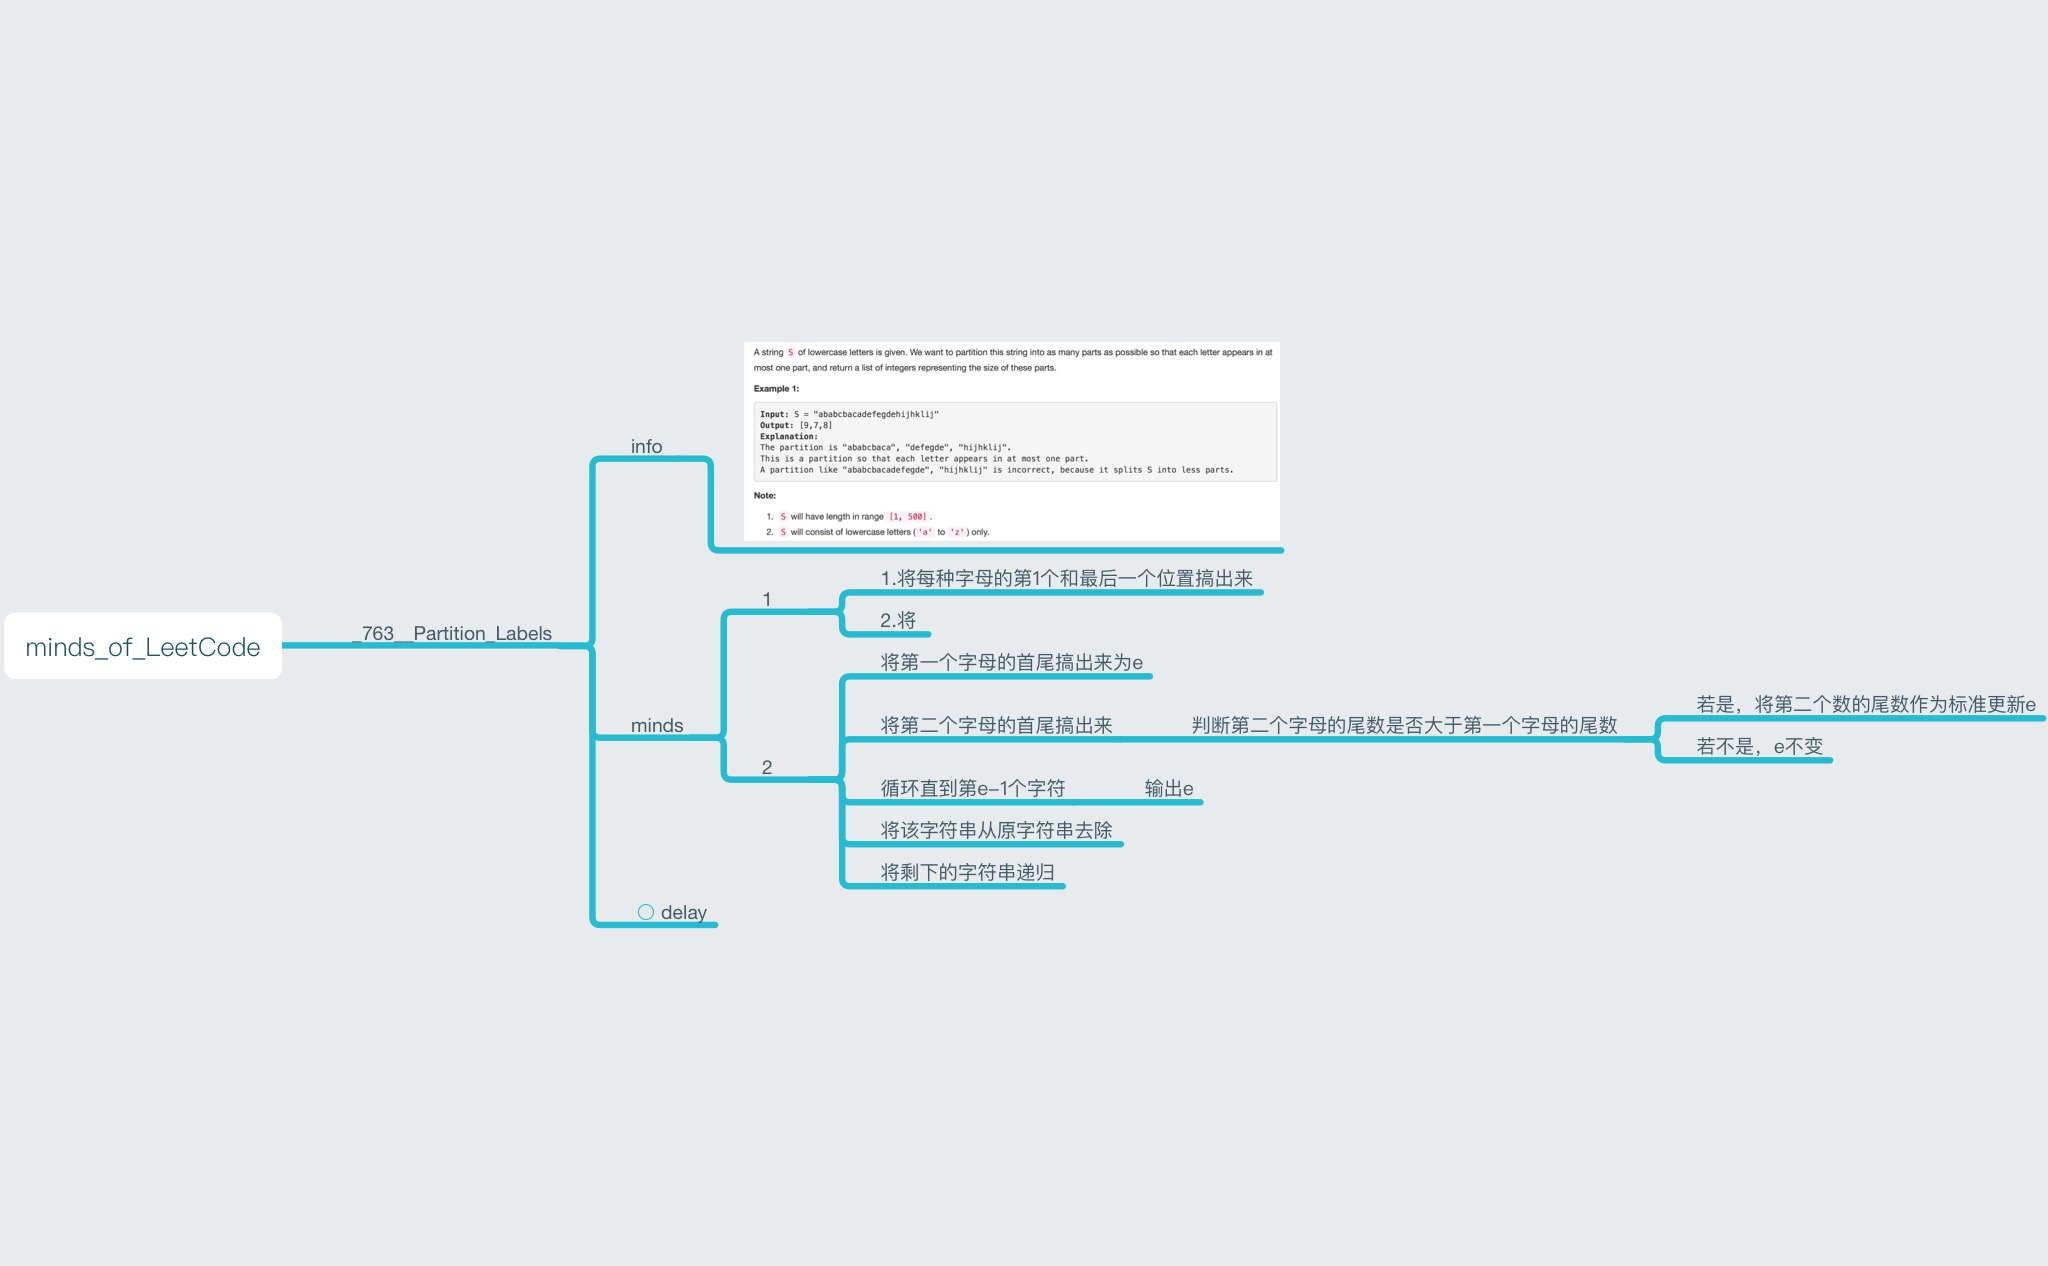 minds_of_LeetCode
_763__Partition_Labels
info
A string S of lowercase letters is given. We want to partition this string into as many parts as possible so that each letter appears in at
most one part, and return a list of integers representing the size of these parts.
Example 1:
Input: S = "ababcbacadefegdehijhklij"
Output: [9,7,8]
Explanation:
The partition is "ababcbaca", "defegde", "hijhklij".
This is a partition so that each letter appears in at most one part.
A partition like "ababcbacadefegde", "hijhklij" is incorrect, because it splits S into less parts.
Note:
1. S will have length in range [1, 500].
2. S will consist of lowercase letters ('a' to 'z') only.
minds
1
1.将每种字母的第1个和最后一个位置搞出来
2.将
2
将第一个字母的首尾搞出来为e
将第二个字母的首尾搞出来
判断第二个字母的尾数是否大于第一个字母的尾数
若是，将第二个数的尾数作为标准更新e
若不是，e不变
循环直到第e-1个字符
输出e
将该字符串从原字符串去除
将剩下的字符串递归
delay